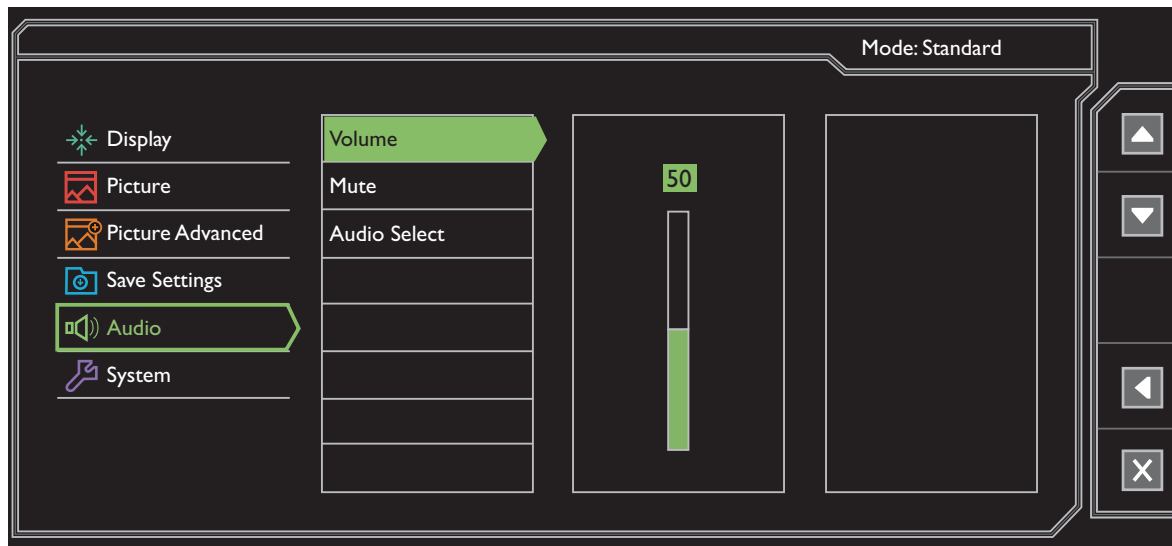 Mode: Standard
Display
Picture
Picture Advanced
Save Settings
Audio
System
Volume
Mute
Audio Select
50